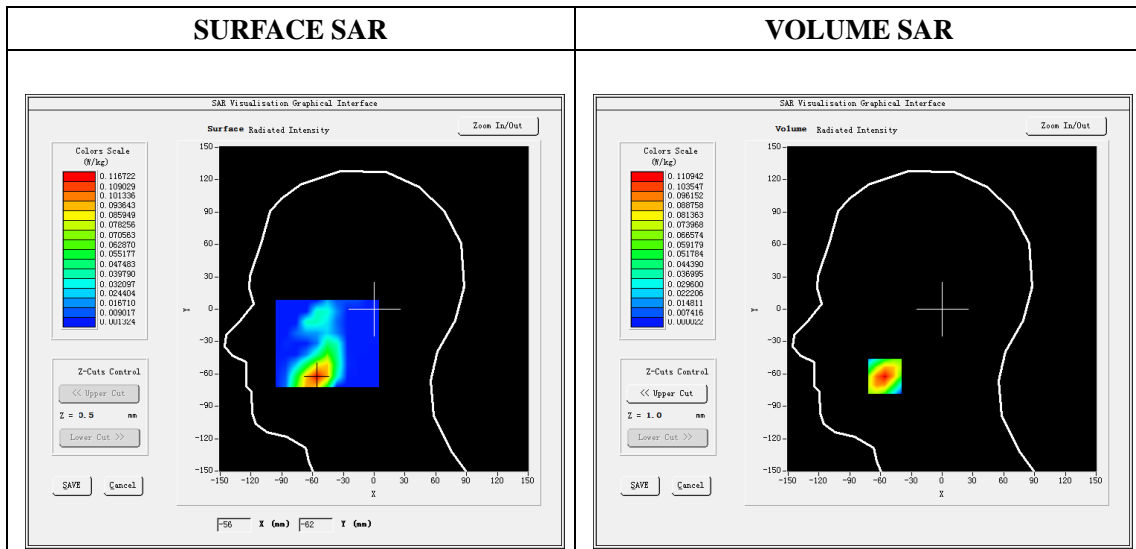 SURFACE SAR
VOLUME SAR
SAR Visualisation Graphical Interface
Surface Radiated Intensity
Zoom In/Out
Colors Scale
(W/kg)
0.116722
0.109029
0.101336
0.093643
0.085949
0.078256
0.070563
0.062870
0.055177
0.047483
0.039790
0.032097
0.024404
0.016710
0.009017
0.001324
150
120
90
60
30
0
-30
-60
-90
-120
-150
Y
-150 -120 -90 -60 -30 0 30 60 90 120 150
X
Z-Cuts Control
<< Upper Cut
Z = 0.5 mm
Lower Cut >>
SAVE Cancel
-56 X (mm) -62 Y (mm)
SAR Visualisation Graphical Interface
Volume Radiated Intensity
Zoom In/Out
Colors Scale
(W/kg)
0.110942
0.103547
0.096152
0.088758
0.081363
0.073968
0.066574
0.059179
0.051784
0.044390
0.036995
0.029600
0.022206
0.014811
0.007416
0.000022
150
120
90
60
30
0
-30
-60
-90
-120
-150
Y
-150 -120 -90 -60 -30 0 30 60 90 120 150
X
Z-Cuts Control
<< Upper Cut
Z = 1.0 mm
Lower Cut >>
SAVE Cancel